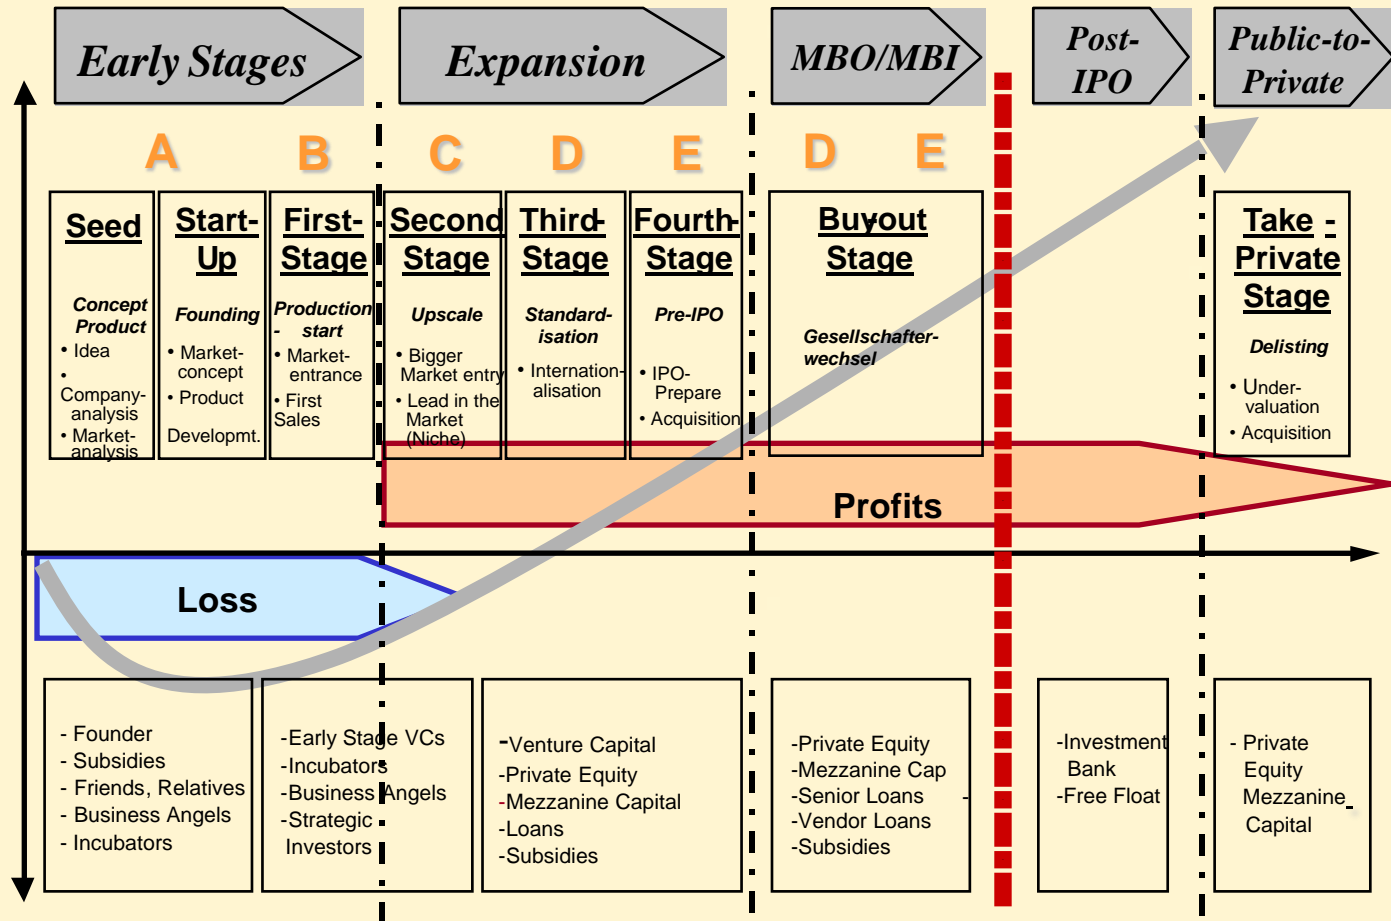 Early Stages
Expansion
MBO/MBI
Post-
IPO
Public-to-
Private
A
B
C
D
E
D
E
Seed
Concept
Product
• Idea
•
Company-
analysis
• Market-
analysis
Start-
Up
Founding
• Market-
concept
• Product
Developmt.
First-
Stage
Production
- start
• Market-
entrance
• First
Sales
Second
Stage
Upscale
• Bigger
Market entry
• Lead in the
Market
(Niche)
Third-
Stage
Standard-
isation
• Internation-
alisation
Fourth-
Stage
Pre-IPO
• IPO-
Prepare
• Acquisition
Buyout
Stage
Gesellschafter-
wechsel
Take -
Private
Stage
Delisting
• Under-
valuation
• Acquisition
Profits
Loss
- Founder
- Subsidies
- Friends, Relatives
- Business Angels
- Incubators
-Early Stage VCs
-Incubators
-Business Angels
-Strategic
Investors
-Venture Capital
-Private Equity
-Mezzanine Capital
-Loans
-Subsidies
-Private Equity
-Mezzanine Cap
-Senior Loans -
-Vendor Loans
-Subsidies
-Investment
Bank
-Free Float
- Private
Equity
Mezzanine -
Capital